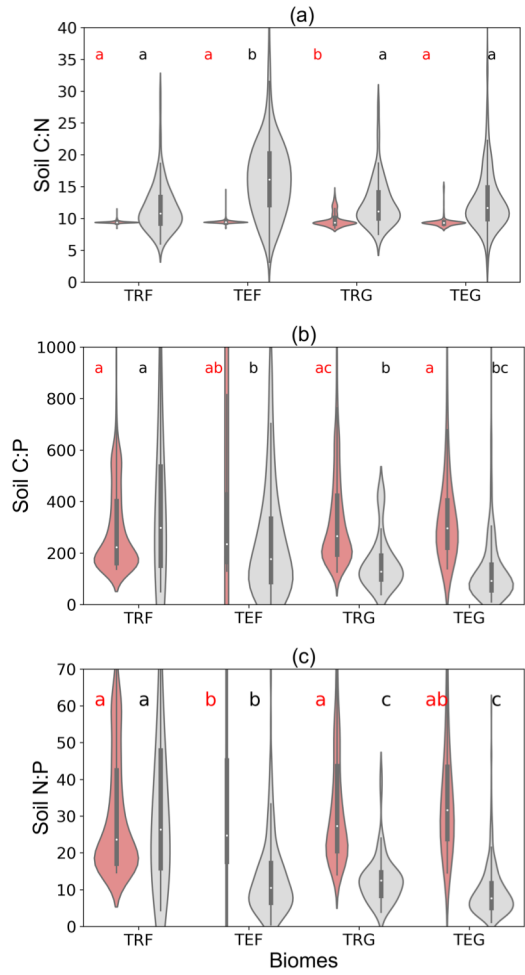 (a)
40
35
30
25
20
15
10
5
0
Soil C:N
a a a b b a a a
TRF TEF TRG TEG
(b)
1000
800
600
400
200
0
Soil C:P
a a ab b ac b a bc
TRF TEF TRG TEG
(c)
70
60
50
40
30
20
10
0
Soil N:P
a a b b a c ab c
TRF TEF TRG TEG
Biomes